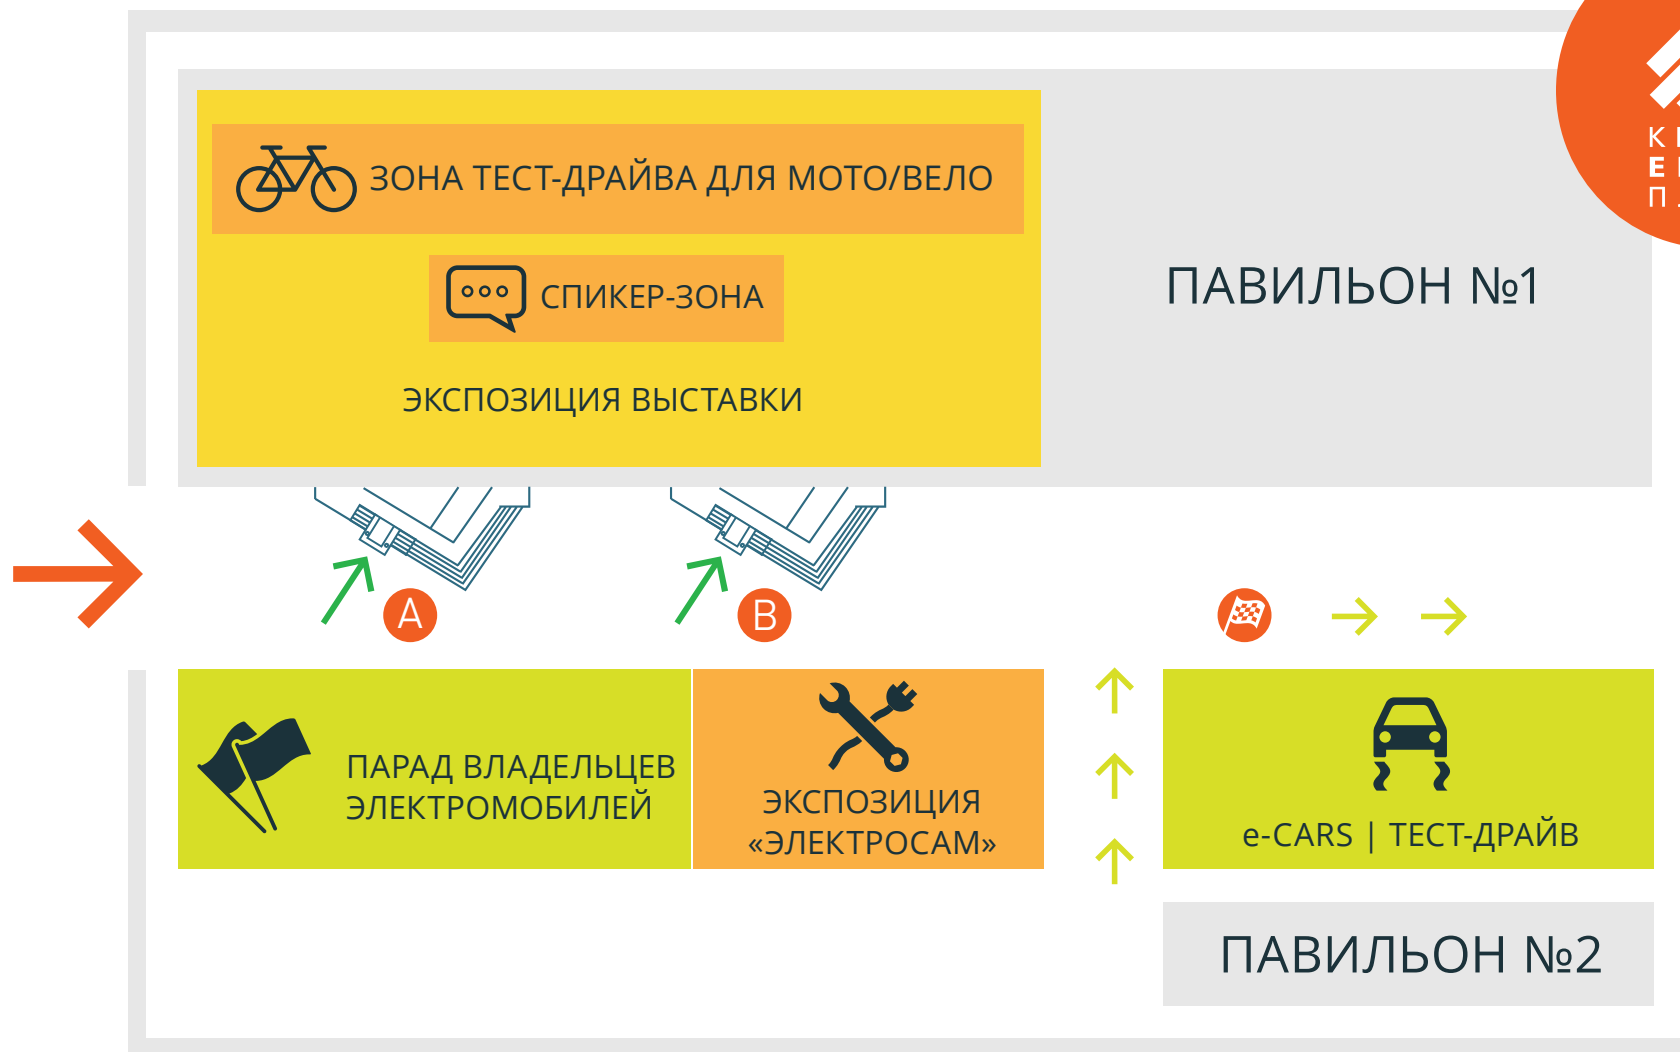 ЗОНА ТЕСТ-ДРАЙВА ДЛЯ МОТО/ВЕЛО
СПИКЕР-ЗОНА
ЭКСПОЗИЦИЯ ВЫСТАВКИ
ПАВИЛЬОН №1
A
B
ПАРАД ВЛАДЕЛЬЦЕВ
ЭЛЕКТРОМОБИЛЕЙ
ЭКСПОЗИЦИЯ
«ЭЛЕКТРОСАМ»
e-CARS | ТЕСТ-ДРАЙВ
ПАВИЛЬОН №2